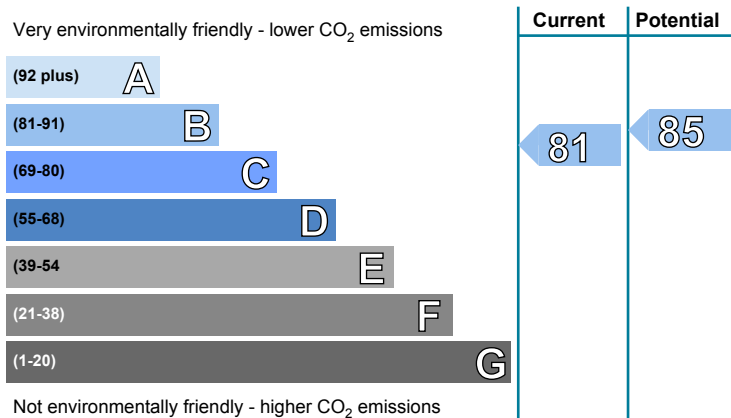 Very environmentally friendly - lower CO₂ emissions
Current Potential
(92 plus) A
(81-91) B
(69-80) C
(55-68) D
(39-54 E
(21-38) F
(1-20) G
81 85
Not environmentally friendly - higher CO₂ emissions